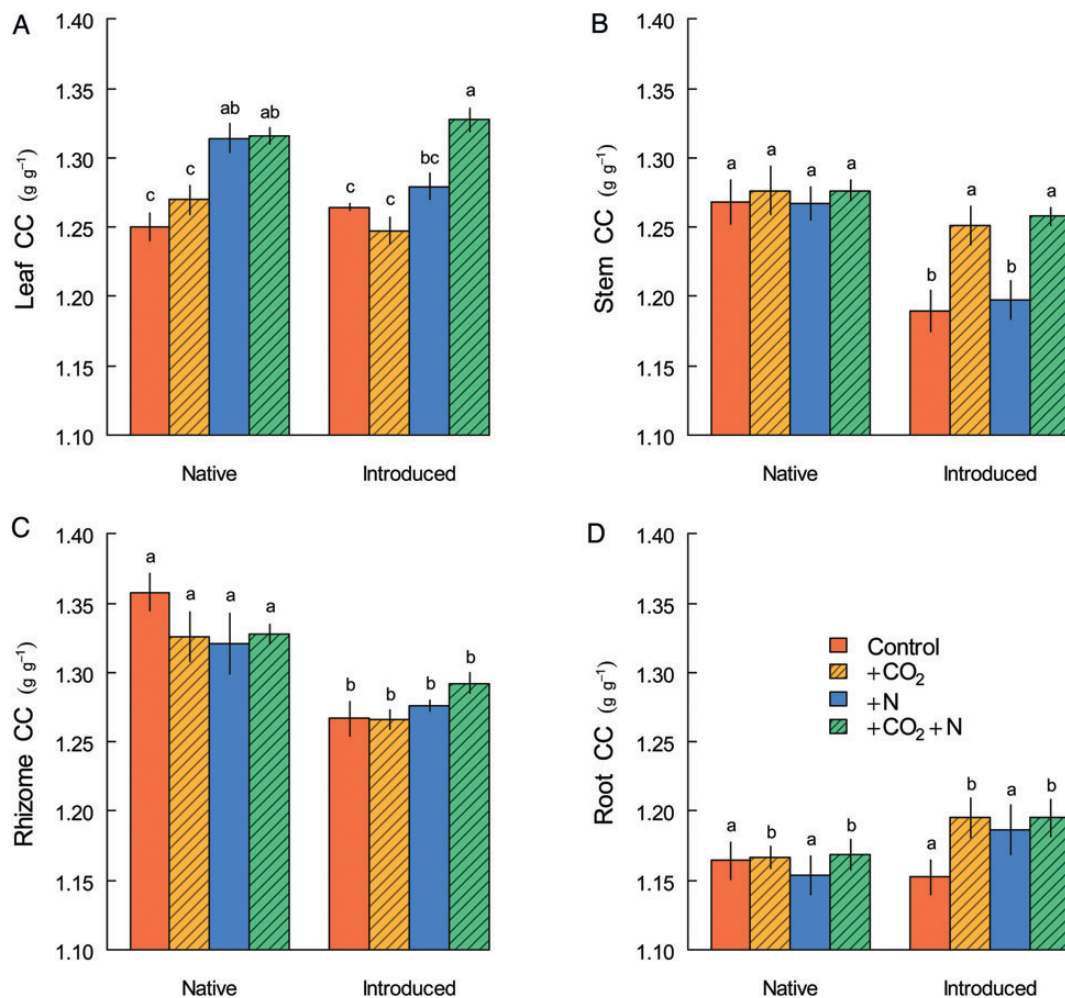 A
Leaf CC (g g⁻¹)
1.40
1.35
1.30
1.25
1.20
1.15
1.10
c
c
ab
ab
c
c
bc
a
Native
Introduced
B
Stem CC (g g⁻¹)
1.40
1.35
1.30
1.25
1.20
1.15
1.10
a
a
a
a
b
a
b
a
Native
Introduced
C
Rhizome CC (g g⁻¹)
1.40
1.35
1.30
1.25
1.20
1.15
1.10
a
a
a
a
b
b
b
b
Native
Introduced
D
Root CC (g g⁻¹)
1.40
1.35
1.30
1.25
1.20
1.15
1.10
Control
+CO₂
+N
+CO₂+N
a
b
a
b
a
b
a
b
Native
Introduced